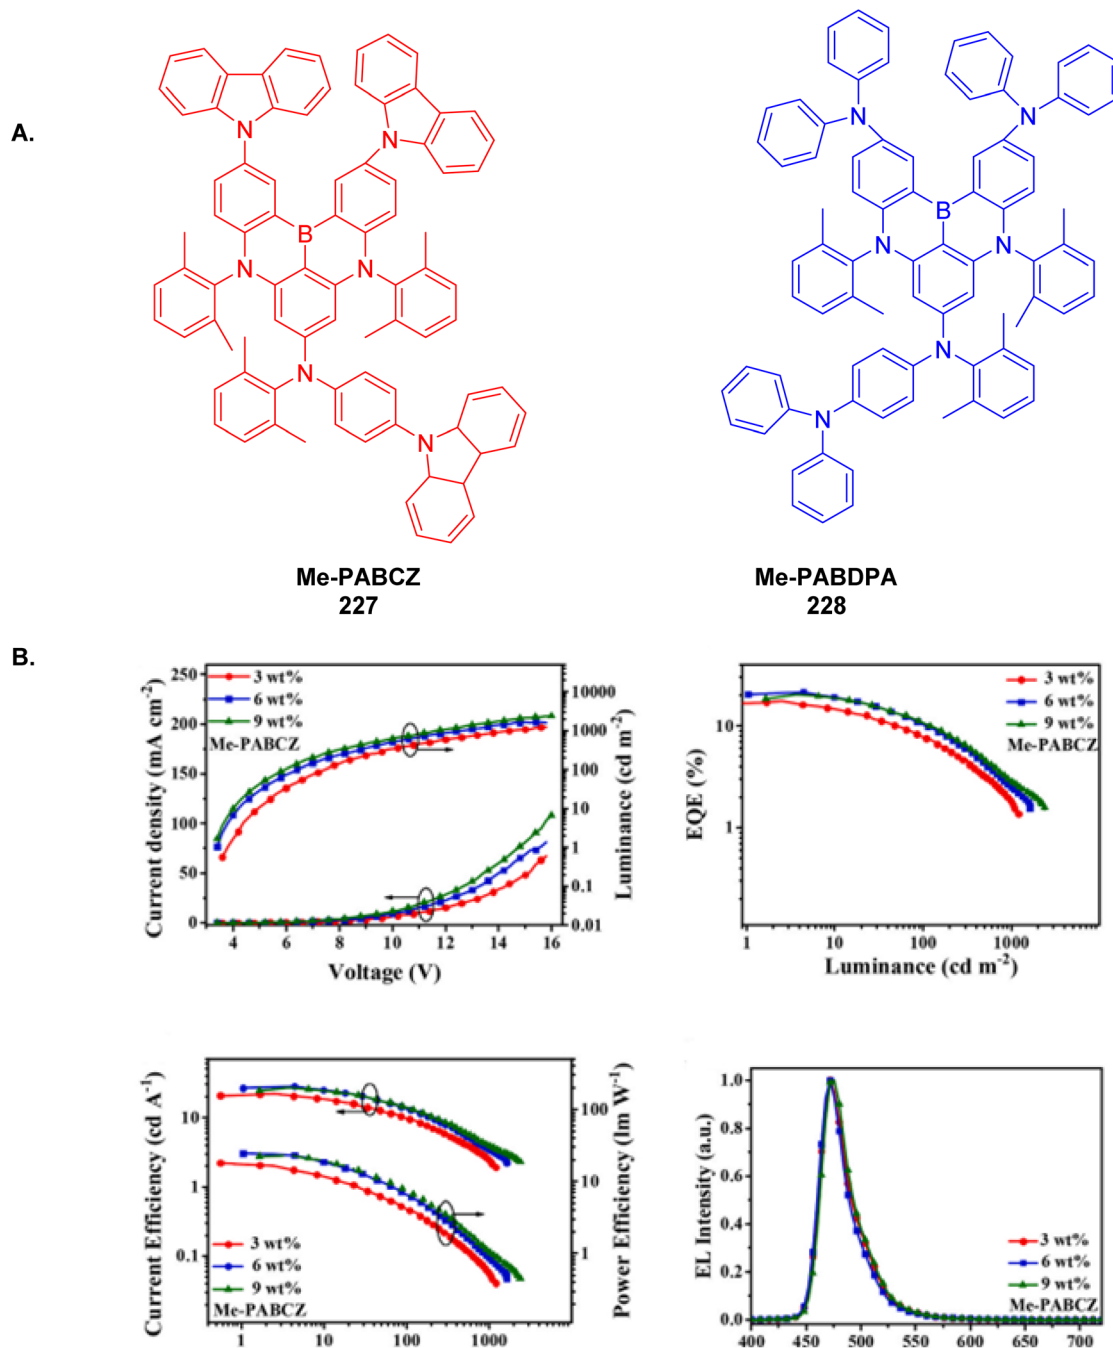 A.
N
N
B
N
N
N
N
Me-PABCZ
227
N
N
B
N
N
N
N
Me-PABDPA
228
B.
Current density (mA cm-2)
250
200
150
100
50
0
3 wt%
6 wt%
9 wt%
Me-PABCZ
10000
1000
100
10
1
0.1
0.01
Luminance (cd m-2)
4 6 8 10 12 14 16
Voltage (V)
EQE (%)
10
1
3 wt%
6 wt%
9 wt%
Me-PABCZ
1 10 100 1000
Luminance (cd m-2)
Current Efficiency (cd A-1)
10
1
0.1
3 wt%
6 wt%
9 wt%
Me-PABCZ
100
10
1
Power Efficiency (lm W-1)
1 10 100 1000
EL Intensity (a.u.)
1.0
0.8
0.6
0.4
0.2
0.0
3 wt%
6 wt%
9 wt%
Me-PABCZ
400 450 500 550 600 650 700